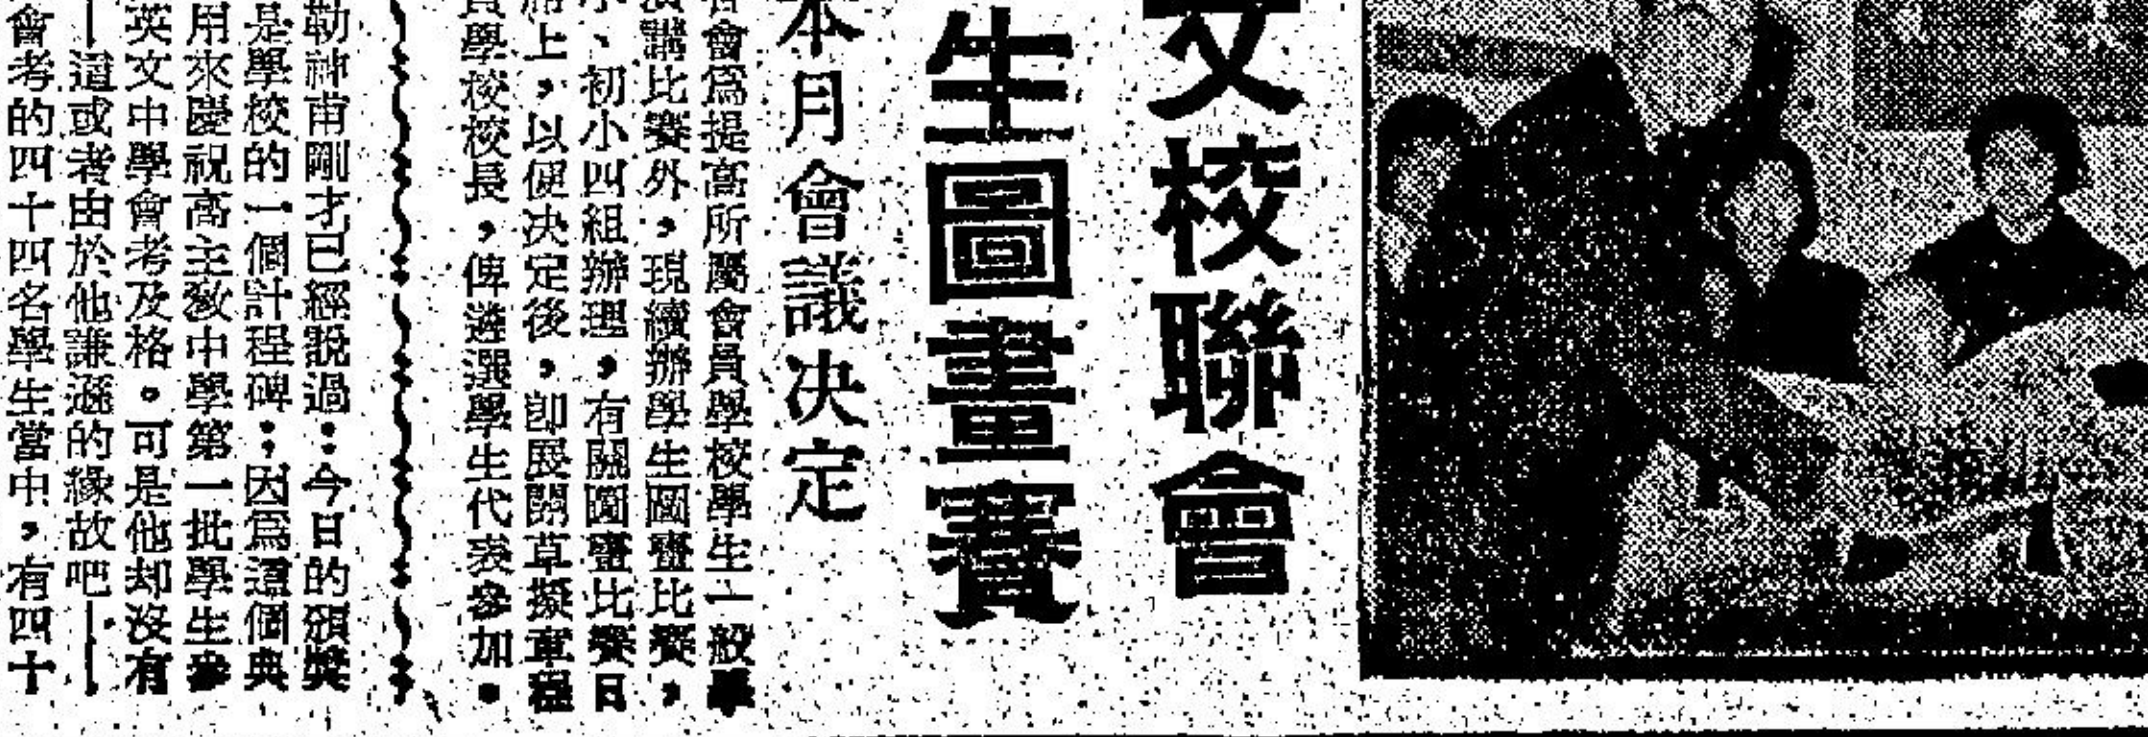 文校聯會
生圖畫賽
本月會議決定
會為提高所屬會員學校學生一般學
演講比賽外，現續辦學生圖畫比賽，
、初小四組辦理，有關圖畫比賽日
上，以便決定後，卽展開草擬章程
員學校校長，俾遴選學生代表參加。
勒神甫剛才已經說過：今日的頒獎
是學校的一個計程碑；因爲這個典
用來慶祝高主教中學第一批學生參
英文中學會考及格。可是他却沒有
—這或者由於他謙遜的緣故吧—
會考的四十四名學生當中，有四十